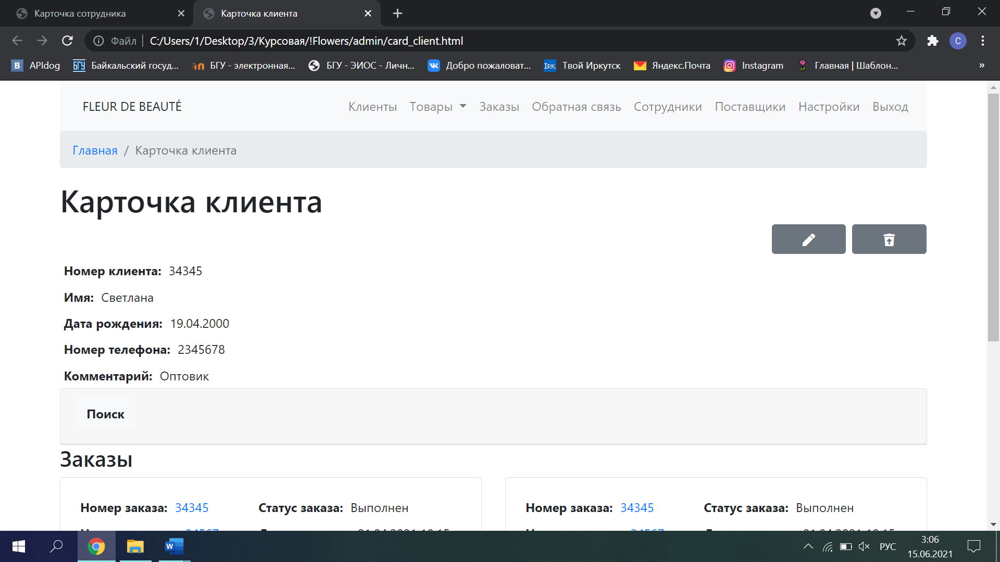 Карточка сотрудника
Карточка клиента
Файл
C:/Users/1/Desktop/3/Курсовая/!Flowers/admin/card_client.html
C
B APIdog
БГУ Байкальский госуд...
БГУ - электронная...
БГУ - ЭИОС - Личн...
Добро пожаловат...
IRK. Твой Иркутск
Яндекс.Почта
Instagram
Главная | Шаблон...
»
FLEUR DE BEAUTÉ
Клиенты Товары Заказы Обратная связь Сотрудники Поставщики Настройки Выход
Главная / Карточка клиента
Карточка клиента
Номер клиента: 34345
Имя: Светлана
Дата рождения: 19.04.2000
Номер телефона: 2345678
Комментарий: Оптовик
Поиск
Заказы
Номер заказа: 34345 Статус заказа: Выполнен
Номер заказа: 34345 Статус заказа: Выполнен
РУС
3:06
15.06.2021